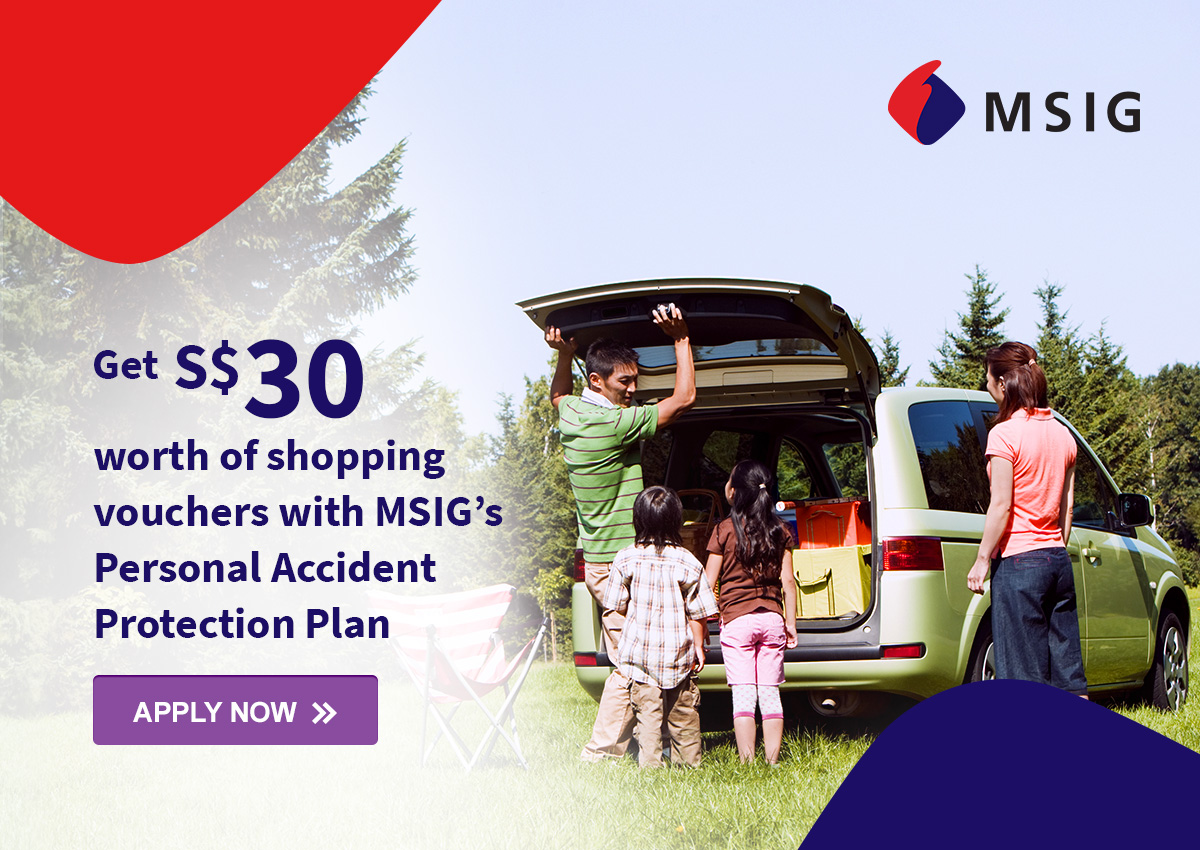 MSIG
Get S$30
worth of shopping
vouchers with MSIG’s
Personal Accident
Protection Plan
APPLY NOW